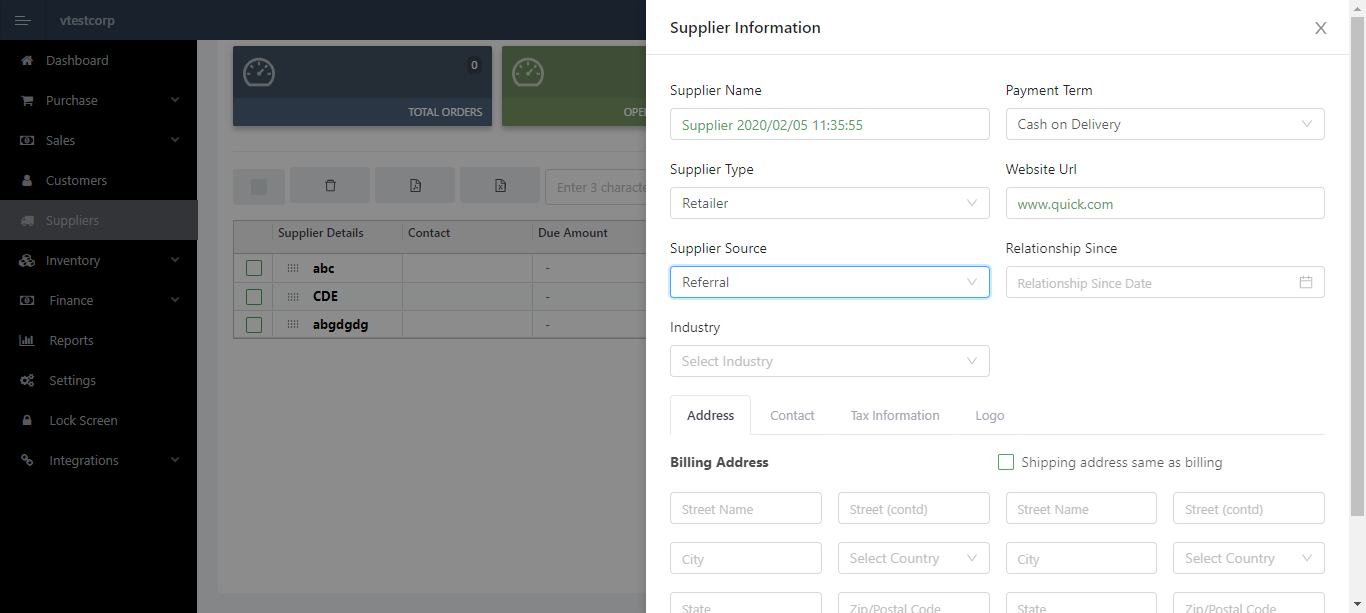 vtestcorp
Dashboard
Purchase
Sales
Customers
Suppliers
Inventory
Finance
Reports
Settings
Lock Screen
Integrations
0
TOTAL ORDERS
Enter 3
Supplier Details Contact Due Amount
abc -
CDE -
abgdgdg -
Supplier Information
Supplier Name Payment Term
Supplier 2020/02/05 11:35:55 Cash on Delivery
Supplier Type Website Url
Retailer www.quick.com
Supplier Source Relationship Since
Referral Relationship Since Date
Industry
Select Industry
Address Contact Tax Information Logo
Billing Address Shipping address same as billing
Street Name Street (contd) Street Name Street (contd)
City Select Country City Select Country
State Zip/Postal Code State Zip/Postal Code